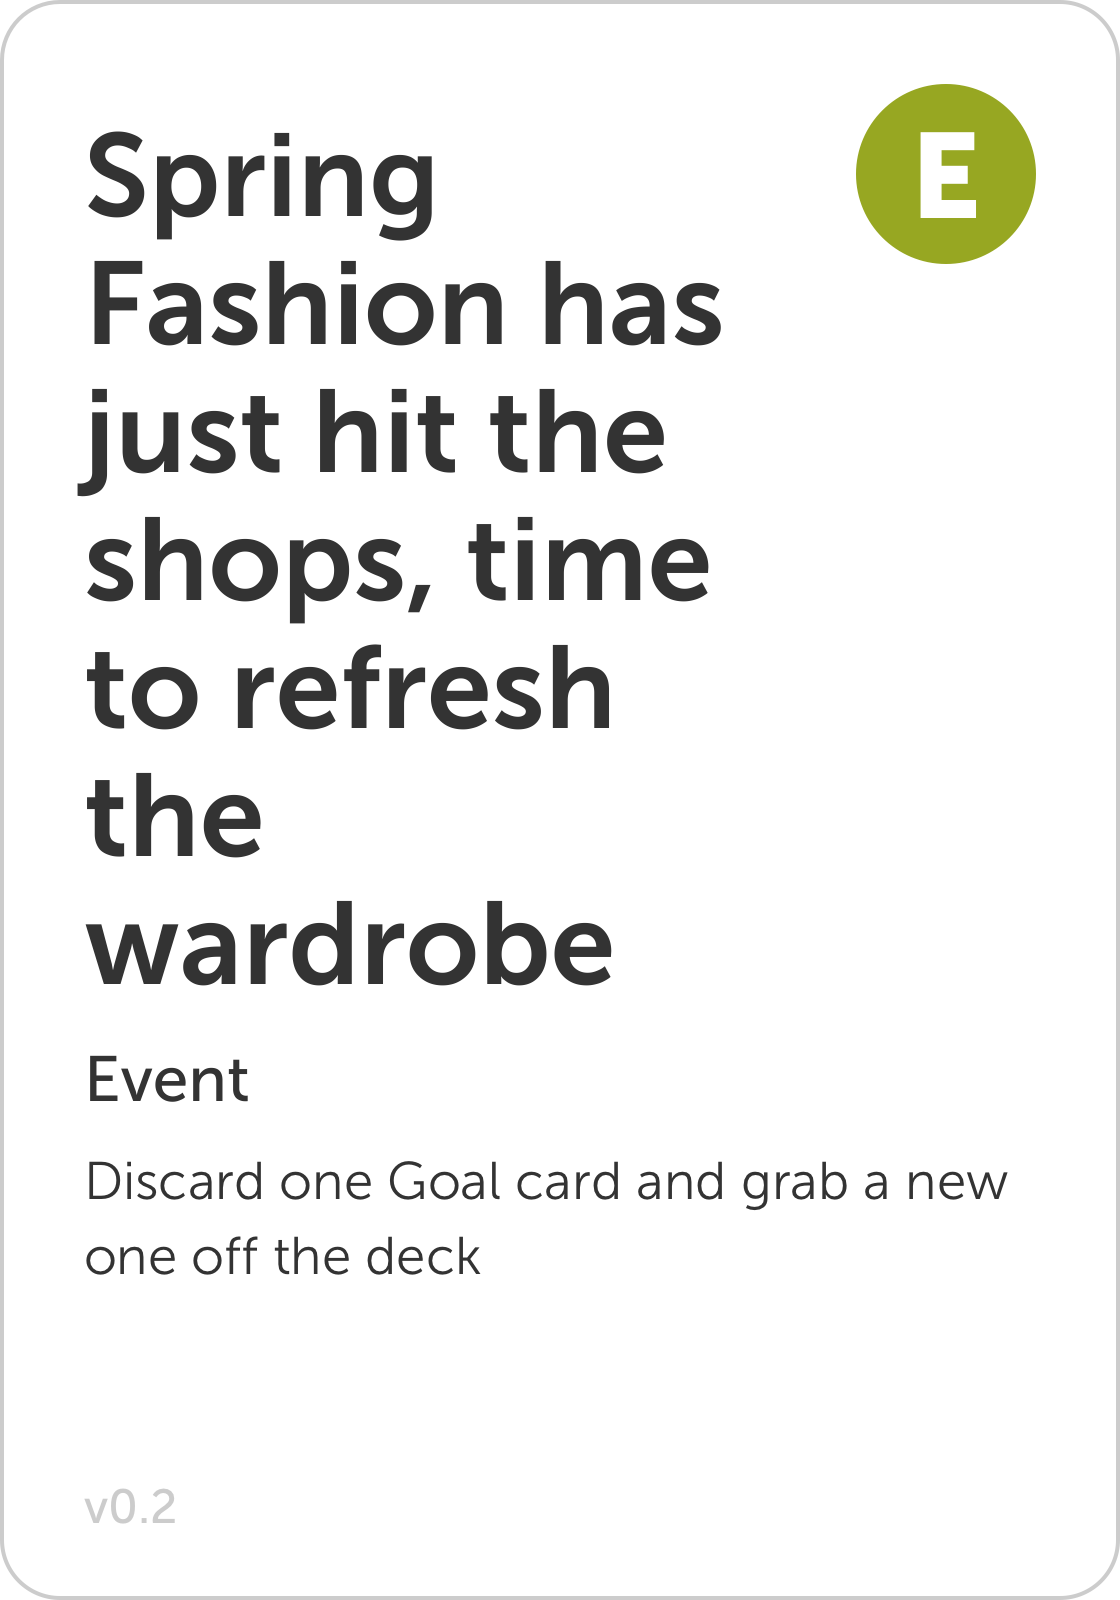 Spring
Fashion has
just hit the
shops, time
to refresh
the
wardrobe
E
Event
Discard one Goal card and grab a new
one off the deck
v0.2